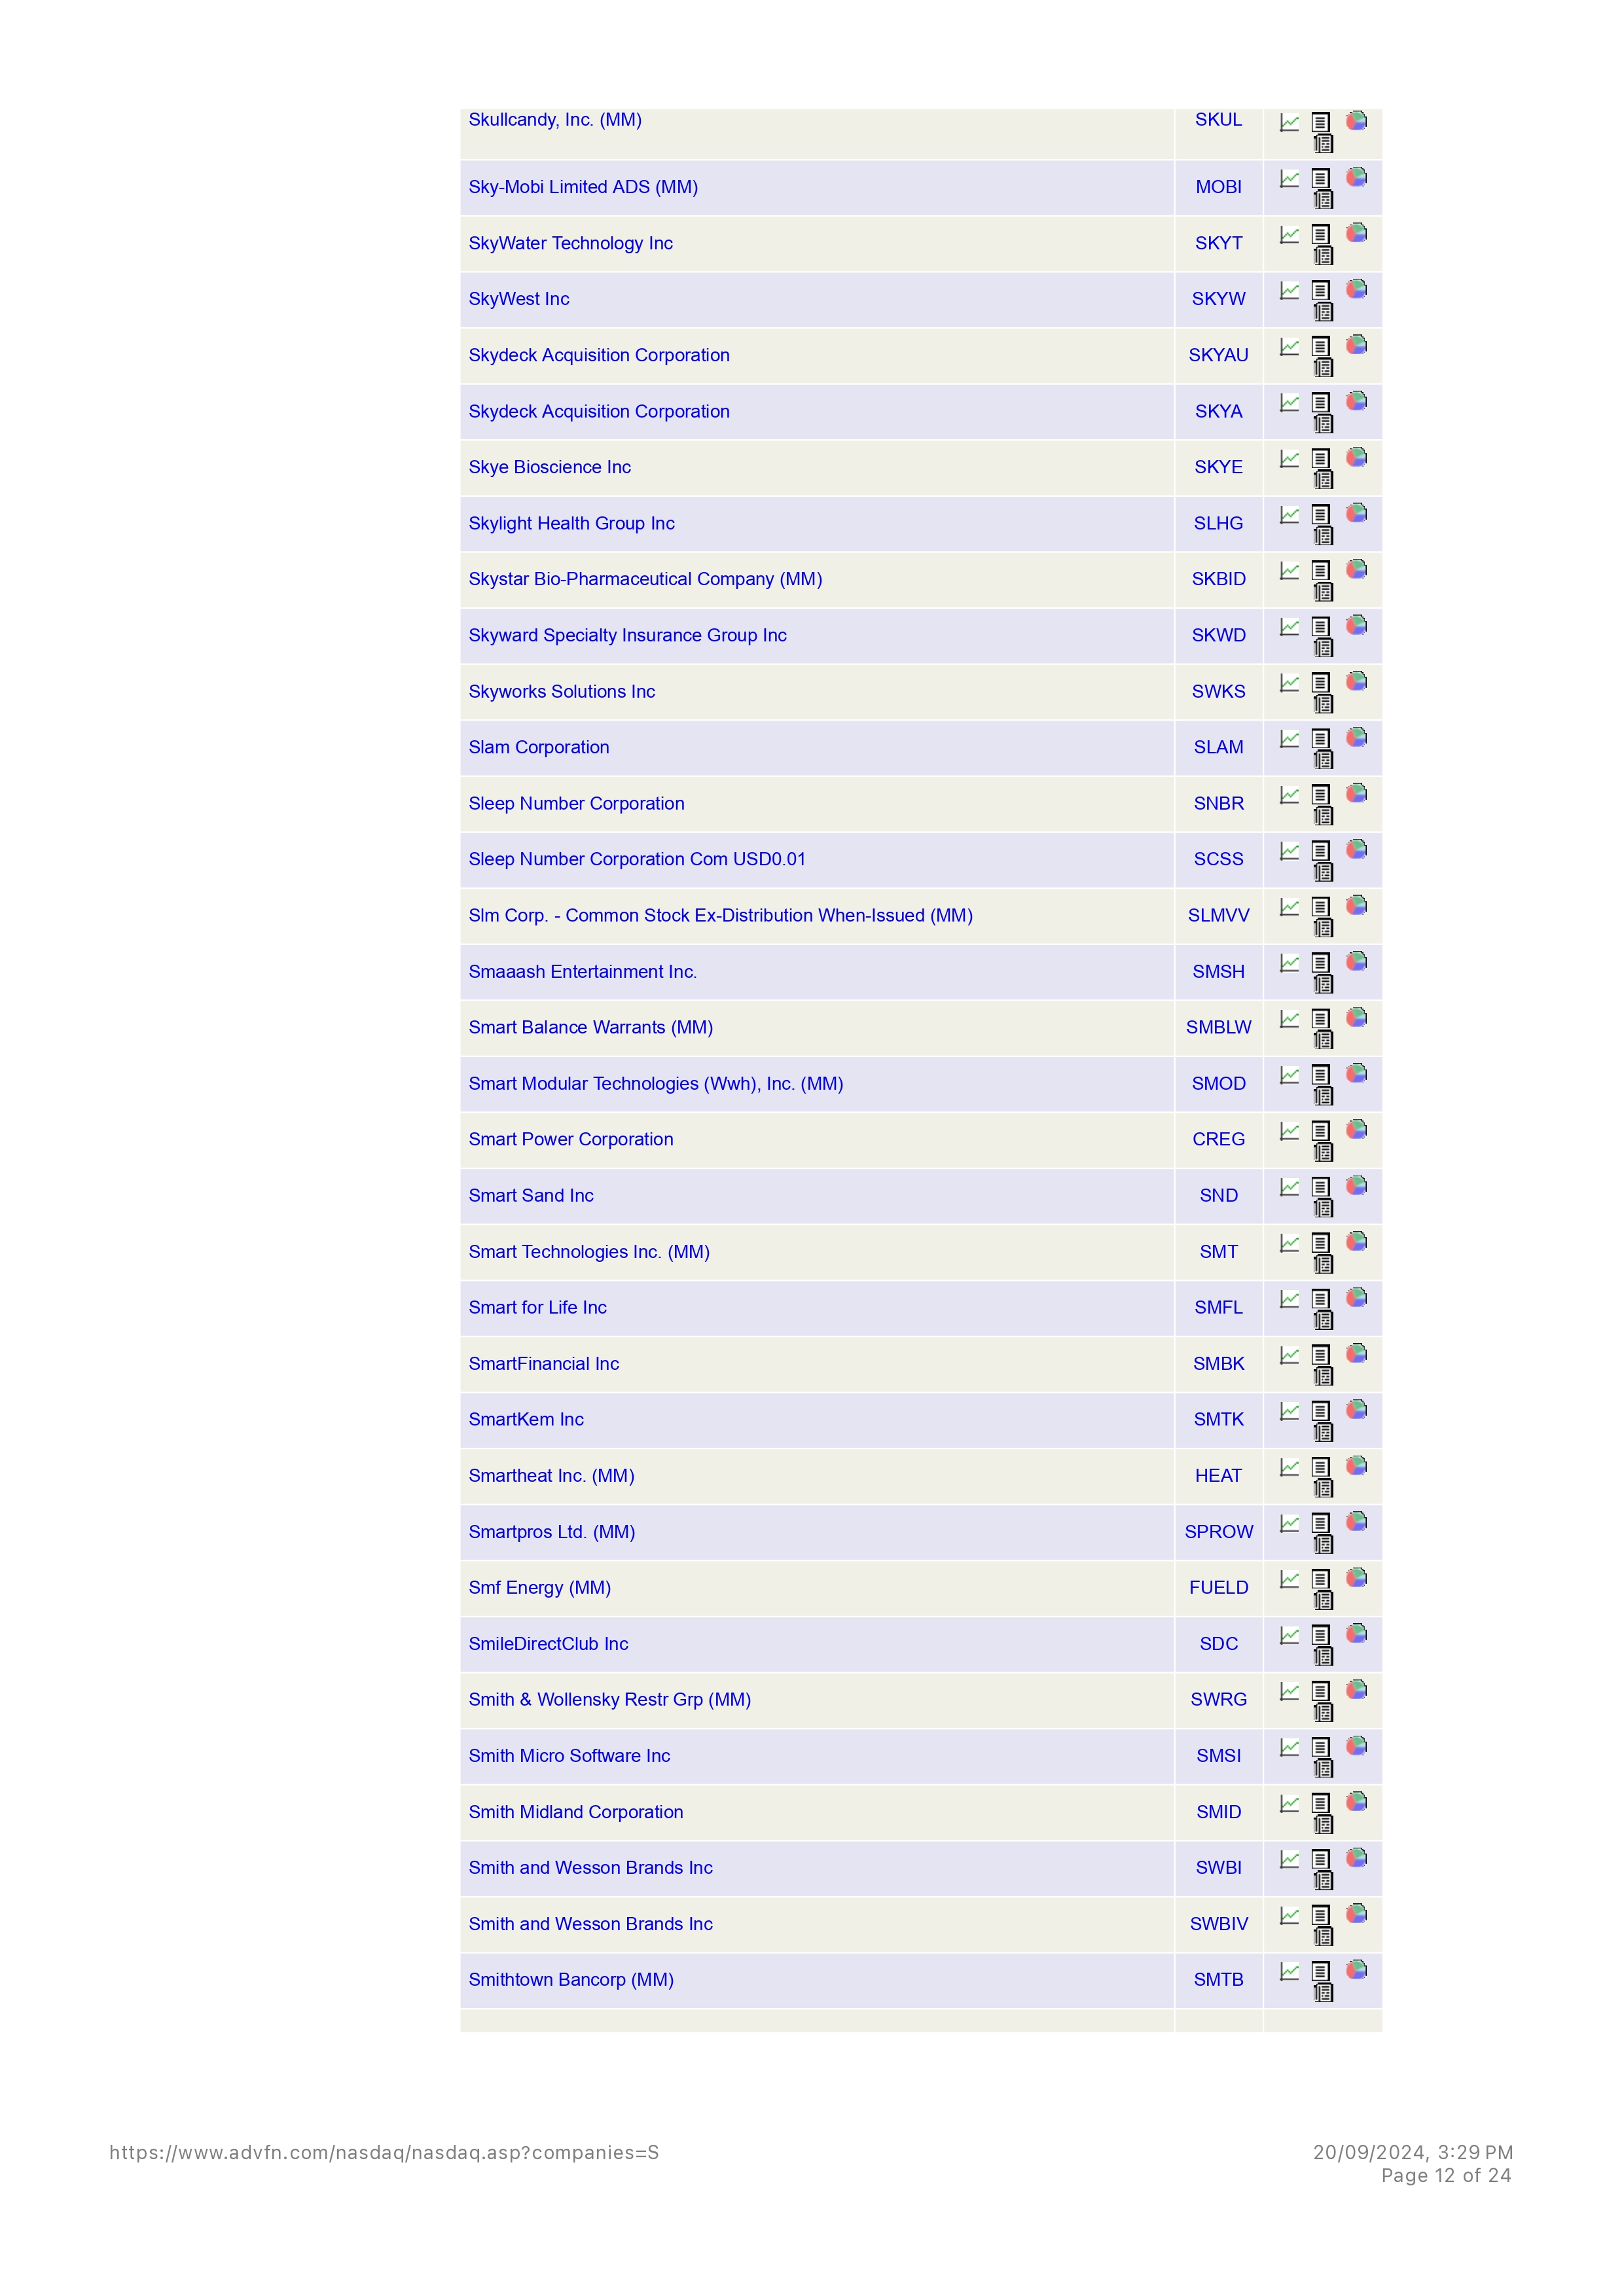 Skullcandy, Inc. (MM) SKUL
Sky-Mobi Limited ADS (MM) MOBI
SkyWater Technology Inc SKYT
SkyWest Inc SKYW
Skydeck Acquisition Corporation SKYAU
Skydeck Acquisition Corporation SKYA
Skye Bioscience Inc SKYE
Skylight Health Group Inc SLHG
Skystar Bio-Pharmaceutical Company (MM) SKBID
Skyward Specialty Insurance Group Inc SKWD
Skyworks Solutions Inc SWKS
Slam Corporation SLAM
Sleep Number Corporation SNBR
Sleep Number Corporation Com USD0.01 SCSS
Slm Corp. - Common Stock Ex-Distribution When-Issued (MM) SLMVV
Smaaash Entertainment Inc. SMSH
Smart Balance Warrants (MM) SMBLW
Smart Modular Technologies (Wwh), Inc. (MM) SMOD
Smart Power Corporation CREG
Smart Sand Inc SND
Smart Technologies Inc. (MM) SMT
Smart for Life Inc SMFL
SmartFinancial Inc SMBK
SmartKem Inc SMTK
Smartheat Inc. (MM) HEAT
Smartpros Ltd. (MM) SPROW
Smf Energy (MM) FUELD
SmileDirectClub Inc SDC
Smith & Wollensky Restr Grp (MM) SWRG
Smith Micro Software Inc SMSI
Smith Midland Corporation SMID
Smith and Wesson Brands Inc SWBI
Smith and Wesson Brands Inc SWBIV
Smithtown Bancorp (MM) SMTB
https://www.advfn.com/nasdaq/nasdaq.asp?companies=S 20/09/2024, 3:29 PM
Page 12 of 24